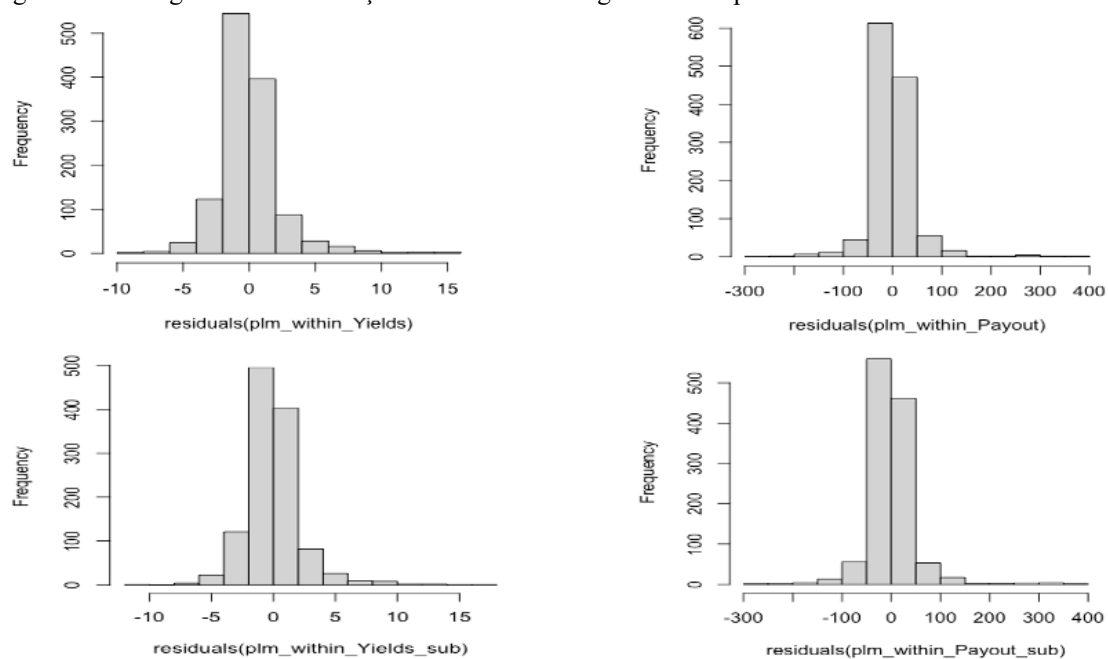 Frequency
0 100 200 300 400 500
-10 -5 0 5 10 15
residuals(plm_within_Yields)
Frequency
0 100 200 300 400 500 600
-300 -100 0 100 200 300 400
residuals(plm_within_Payout)
Frequency
0 100 200 300 400 500
-10 -5 0 5 10 15
residuals(plm_within_Yields_sub)
Frequency
0 100 200 300 400 500
-300 -100 0 100 200 300 400
residuals(plm_within_Payout_sub)